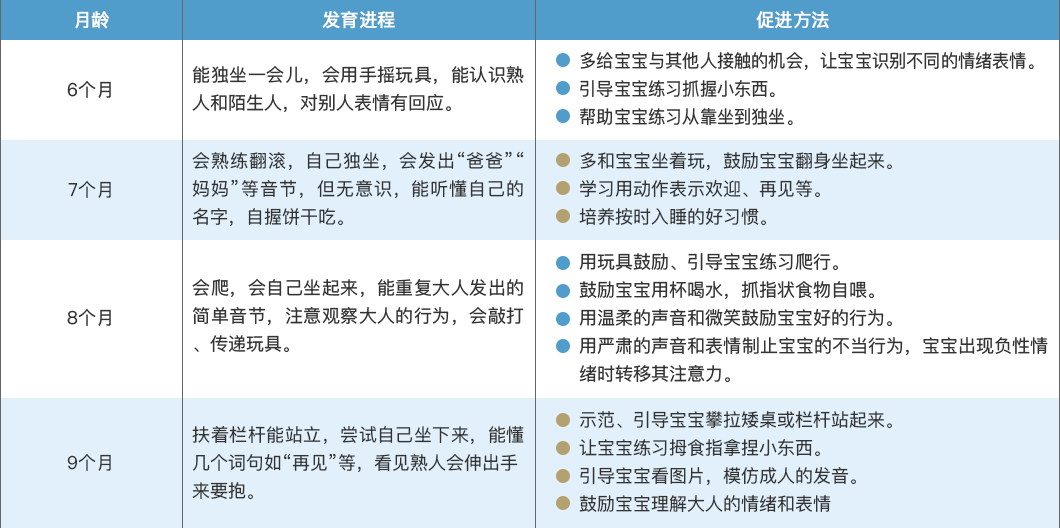 月龄
发育进程
促进方法
6个月
能独坐一会儿，会用手摇玩具，能认识熟
人和陌生人，对别人表情有回应。
多给宝宝与其他人接触的机会，让宝宝识别不同的情绪表情。
引导宝宝练习抓握小东西。
帮助宝宝练习从靠坐到独坐。
7个月
会熟练翻滚，自己独坐，会发出“爸爸”“
妈妈”等音节，但无意识，能听懂自己的
名字，自握饼干吃。
多和宝宝坐着玩，鼓励宝宝翻身坐起来。
学习用动作表示欢迎、再见等。
培养按时入睡的好习惯。
8个月
会爬，会自己坐起来，能重复大人发出的
简单音节，注意观察大人的行为，会敲打
、传递玩具。
用玩具鼓励、引导宝宝练习爬行。
鼓励宝宝用杯喝水，抓指状食物自喂。
用温柔的声音和微笑鼓励宝宝好的行为。
用严肃的声音和表情制止宝宝的不当行为，宝宝出现负性情
绪时转移其注意力。
9个月
扶着栏杆能站立，尝试自己坐下来，能懂
几个词句如“再见”等，看见熟人会伸出手
来要抱。
示范、引导宝宝攀拉矮桌或栏杆站起来。
让宝宝练习拇食指拿捏小东西。
引导宝宝看图片，模仿成人的发音。
鼓励宝宝理解大人的情绪和表情